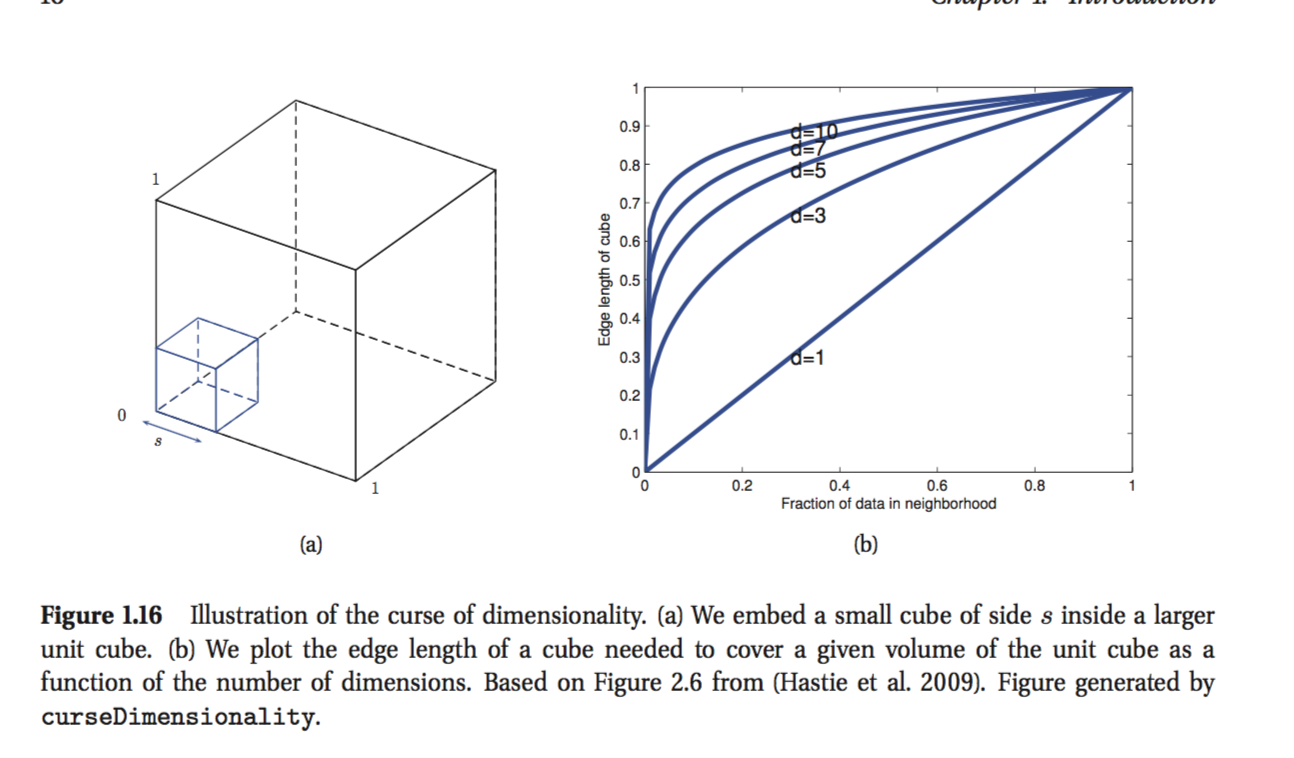 Chapter 1. Introduction
1
0
s
1
1
0.9
0.8
0.7
0.6
0.5
0.4
0.3
0.2
0.1
0
Edge length of cube
d=10
d=7
d=5
d=3
d=1
0
0.2
0.4
0.6
0.8
1
Fraction of data in neighborhood
(a)
(b)
Figure 1.16 Illustration of the curse of dimensionality. (a) We embed a small cube of side s inside a larger
unit cube. (b) We plot the edge length of a cube needed to cover a given volume of the unit cube as a
function of the number of dimensions. Based on Figure 2.6 from (Hastie et al. 2009). Figure generated by
curseDimensionality.